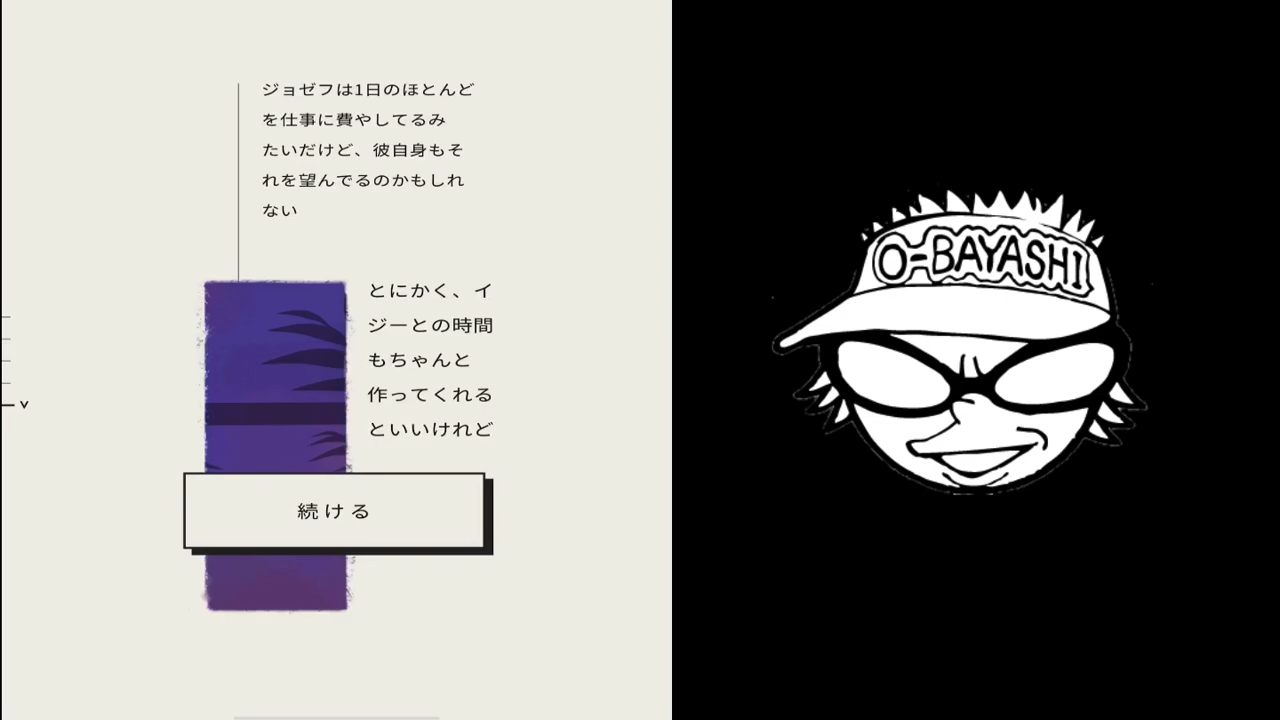 ジョゼフは1日のほとんど
を仕事に費やしてるみ
たいだけど、彼自身もそ
れを望んでるのかもしれ
ない
とにかく、イ
ジーとの時間
もちゃんと
作ってくれる
といいけれど
続ける
O-BAYASHI